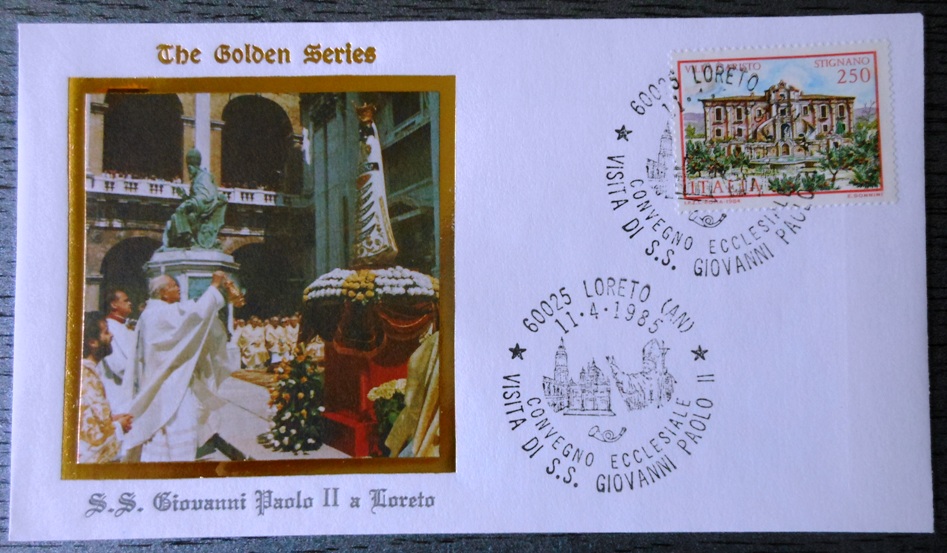 The Golden Series
S.S. Giovanni Paolo II a Loreto
STIGNANO
250
ITALIA
60025 LORETO
VISITA DI S.S. GIOVANNI PAOLO
CONVEGNO ECCLESIALE
60025 LORETO (AN)
11·4·1985
CONVEGNO ECCLESIALE
VISITA DI S.S. GIOVANNI PAOLO II